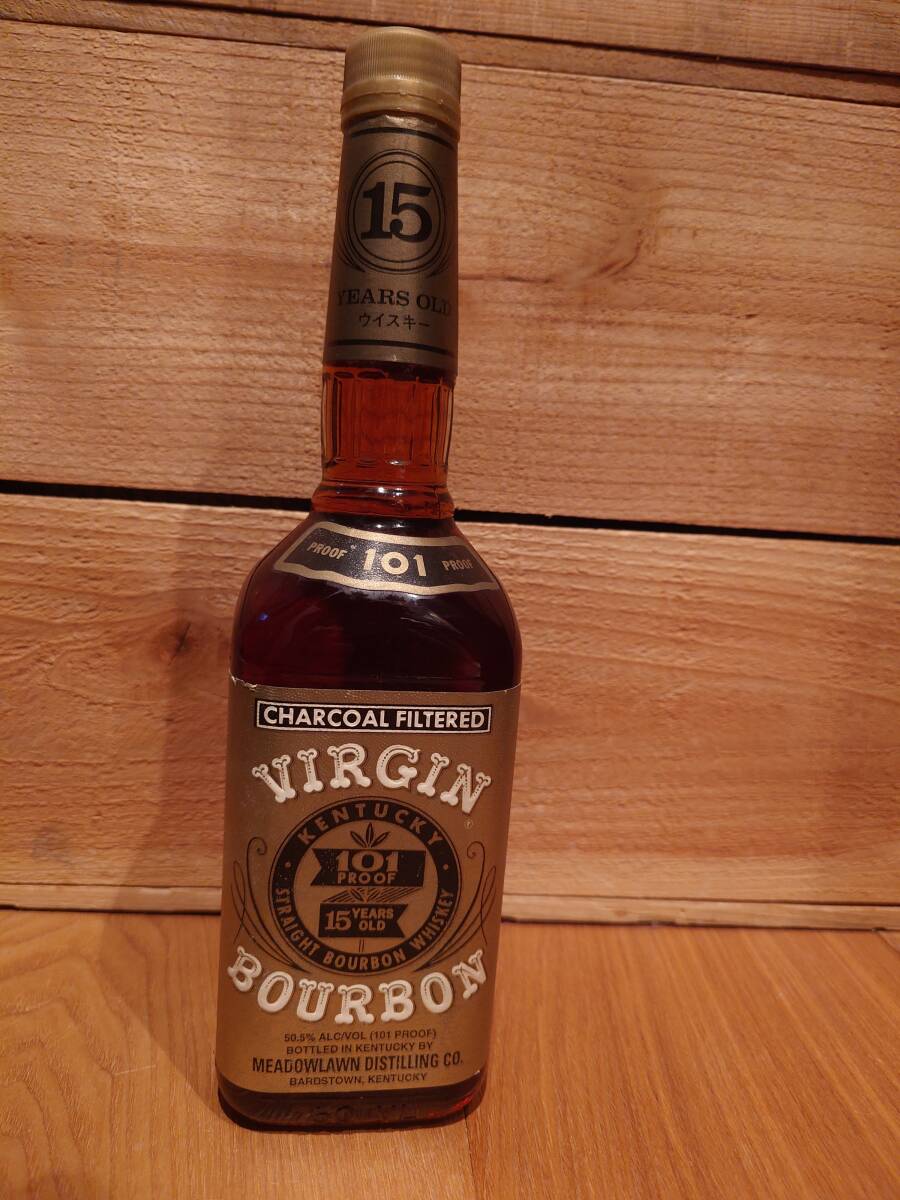 15
YEARS OLD
ウイスキー
PROOF 101 PROOF
CHARCOAL FILTERED
VIRGIN
KENTUCKY
101
PROOF
15 YEARS
OLD
STRAIGHT BOURBON WHISKEY
BOURBON
50.5% ALC/VOL (101 PROOF)
BOTTLED IN KENTUCKY BY
MEADOWLAWN DISTILLING CO.
BARDSTOWN, KENTUCKY